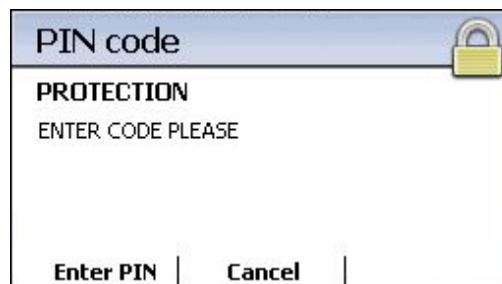 PIN code
PROTECTION
ENTER CODE PLEASE
Enter PIN | Cancel |